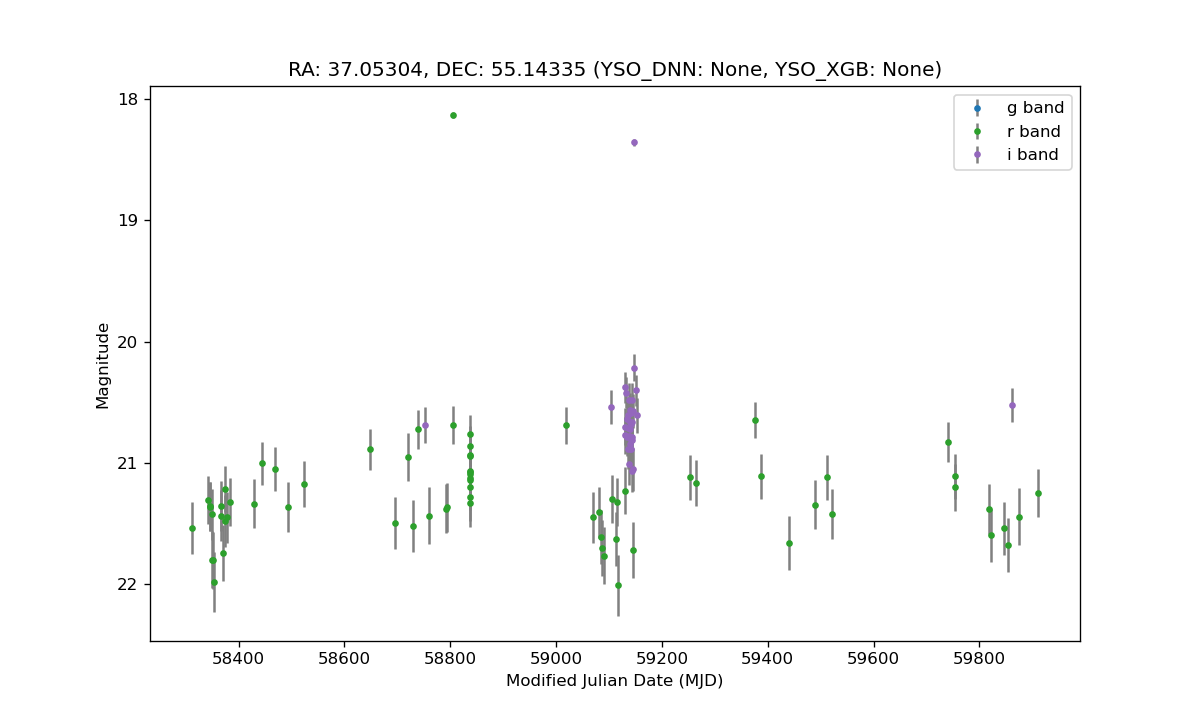 RA: 37.05304, DEC: 55.14335 (YSO_DNN: None, YSO_XGB: None)
18
19
20
21
22
Magnitude
g band
r band
i band
58400 58600 58800 59000 59200 59400 59600 59800
Modified Julian Date (MJD)